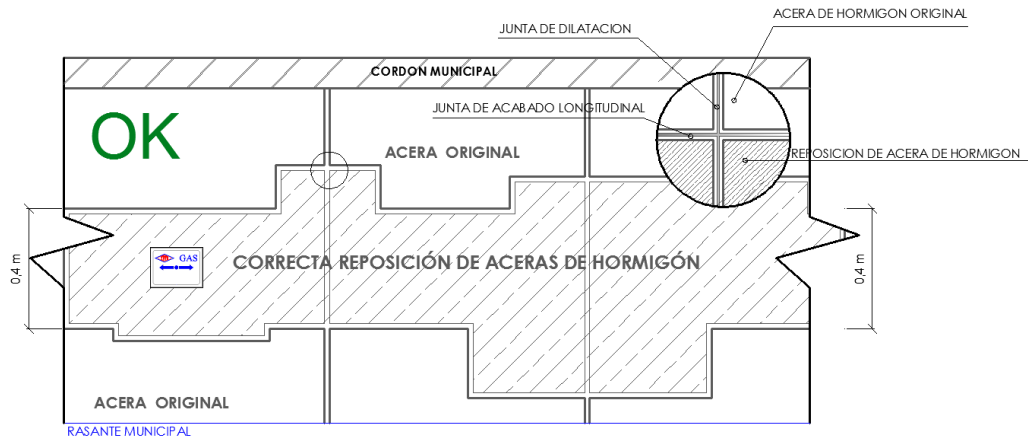 ACERA DE HORMIGON ORIGINAL
JUNTA DE DILATACION
CORDON MUNICIPAL
JUNTA DE ACABADO LONGITUDINAL
OK
ACERA ORIGINAL
REPOSICION DE ACERA DE HORMIGON
0,4 m
GAS
CORRECTA REPOSICIÓN DE ACERAS DE HORMIGÓN
0,4 m
ACERA ORIGINAL
RASANTE MUNICIPAL